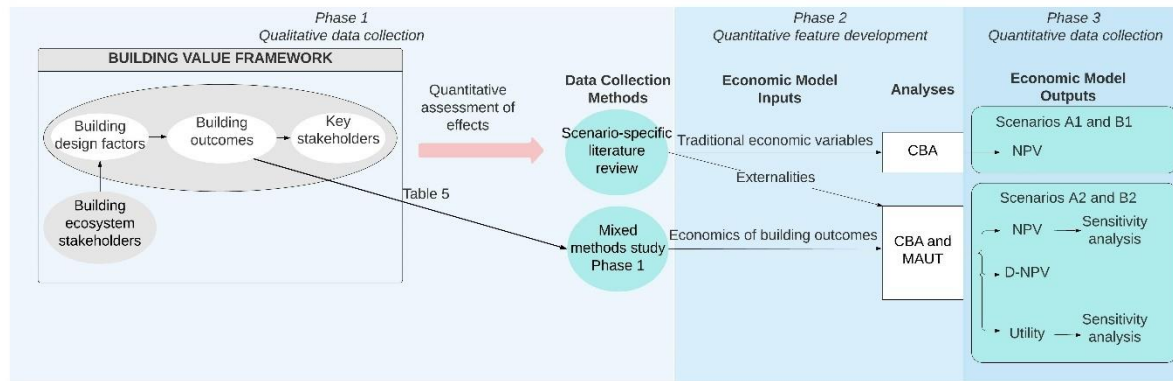 Phase 1
Qualitative data collection
Phase 2
Quantitative feature development
Phase 3
Quantitative data collection
BUILDING VALUE FRAMEWORK
Building
design factors
Building
outcomes
Key
stakeholders
Building
ecosystem
stakeholders
Quantitative
assessment of
effects
Table 5
Data Collection
Methods
Scenario-specific
literature
review
Mixed
methods study
Phase 1
Economic Model
Inputs
Traditional economic variables
Externalities
Economics of building outcomes
Analyses
CBA
CBA and
MAUT
Economic Model
Outputs
Scenarios A1 and B1
NPV
Scenarios A2 and B2
NPV
Sensitivity
analysis
D-NPV
Utility
Sensitivity
analysis